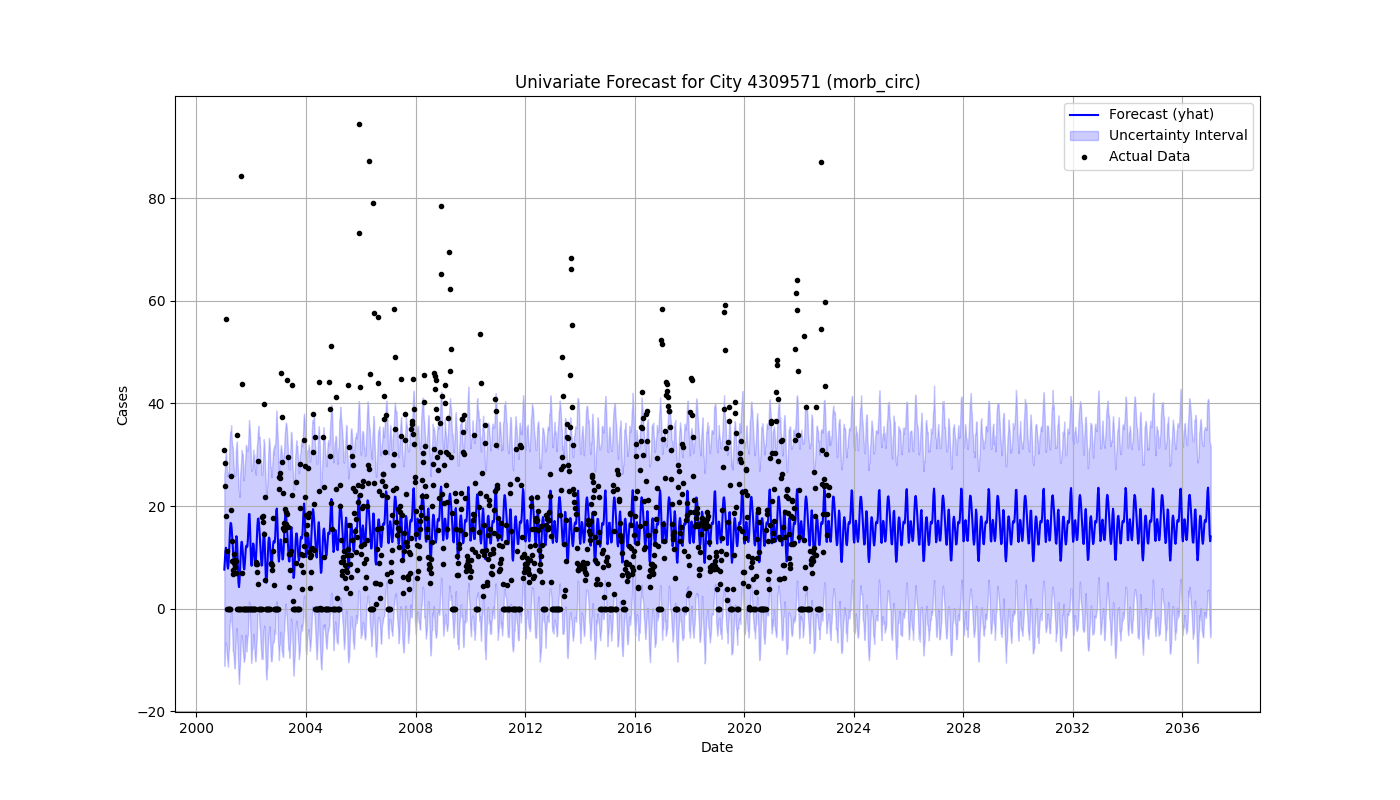 Univariate Forecast for City 4309571 (morb_circ)
Forecast (yhat)
Uncertainty Interval
Actual Data
Cases
80
60
40
20
0
−20
2000 2004 2008 2012 2016 2020 2024 2028 2032 2036
Date